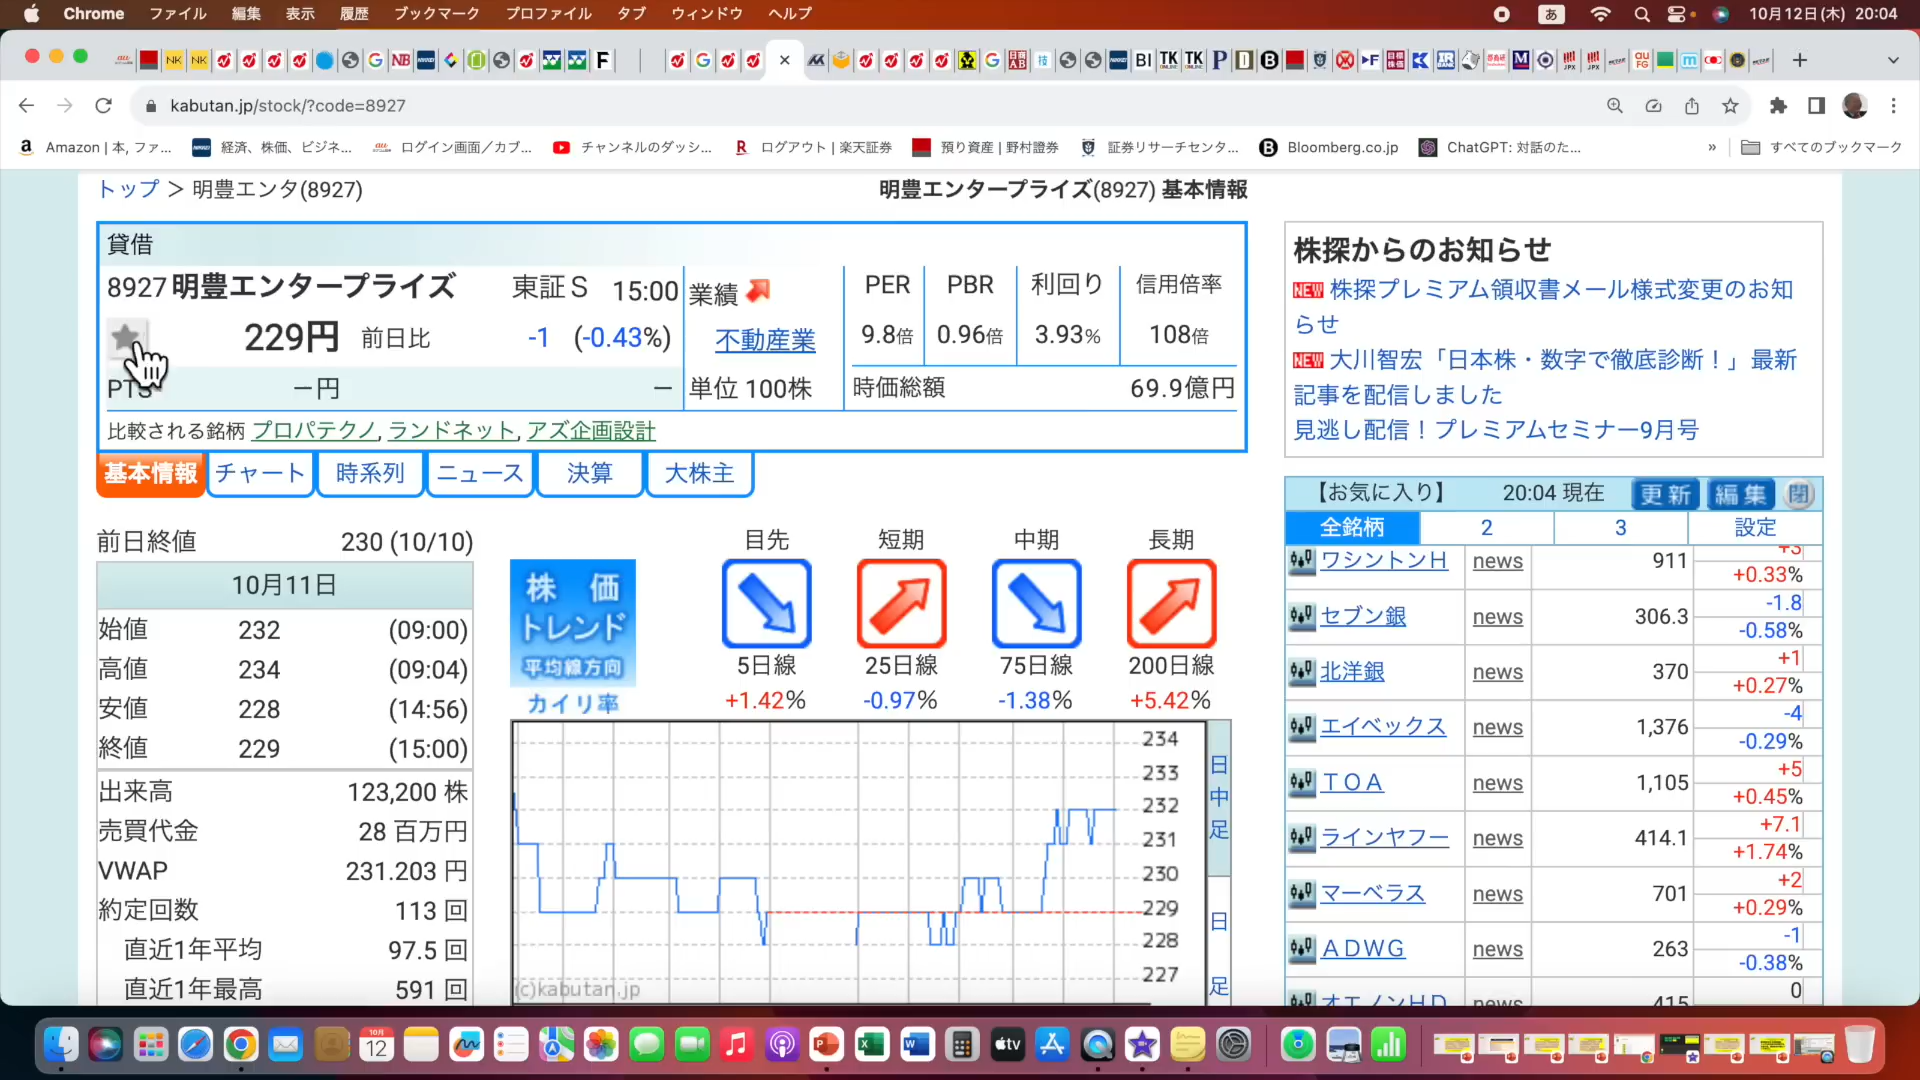 Chrome ファイル 編集 表示 履歴 ブックマーク プロファイル タブ ウィンドウ ヘルプ あ 10月12日(木) 20:04
kabutan.jp/stock/?code=8927
Amazon | 本, ファ... 経済、株価、ビジネ... ログイン画面／カブ... チャンネルのダッシ... ログアウト | 楽天証券 預り資産 | 野村證券 証券リサーチセンタ... Bloomberg.co.jp ChatGPT: 対話のた... » すべてのブックマーク
トップ ＞ 明豊エンタ(8927)
明豊エンタープライズ(8927) 基本情報
貸借
8927 明豊エンタープライズ 東証Ｓ 15:00 業績
229円 前日比 -1 (-0.43%) 不動産業
PTS －円 － 単位 100株
PER PBR 利回り 信用倍率
9.8倍 0.96倍 3.93% 108倍
時価総額 69.9億円
比較される銘柄 プロパテクノ, ランドネット, アズ企画設計
基本情報 チャート 時系列 ニュース 決算 大株主
前日終値 230 (10/10)
10月11日
始値 232 (09:00)
高値 234 (09:04)
安値 228 (14:56)
終値 229 (15:00)
出来高 123,200 株
売買代金 28 百万円
VWAP 231.203 円
約定回数 113 回
直近1年平均 97.5 回
直近1年最高 591 回
株 価
トレンド
平均線方向
カイリ率
目先 短期 中期 長期
5日線 25日線 75日線 200日線
+1.42% -0.97% -1.38% +5.42%
234
233
232
231
230
229
228
227
(c)kabutan.jp
日中足
日足
株探からのお知らせ
NEW 株探プレミアム領収書メール様式変更のお知
らせ
NEW 大川智宏「日本株・数字で徹底診断！」最新
記事を配信しました
見逃し配信！プレミアムセミナー9月号
【お気に入り】 20:04 現在 更新 編集 閉
全銘柄 2 3 設定
ワシントンＨ news 911 +3 +0.33%
セブン銀 news 306.3 -1.8 -0.58%
北洋銀 news 370 +1 +0.27%
エイベックス news 1,376 -4 -0.29%
ＴＯＡ news 1,105 +5 +0.45%
ラインヤフー news 414.1 +7.1 +1.74%
マーベラス news 701 +2 +0.29%
ＡＤＷＧ news 263 -1 -0.38%
オエノンＨＤ news 415 0
10月
12
tv